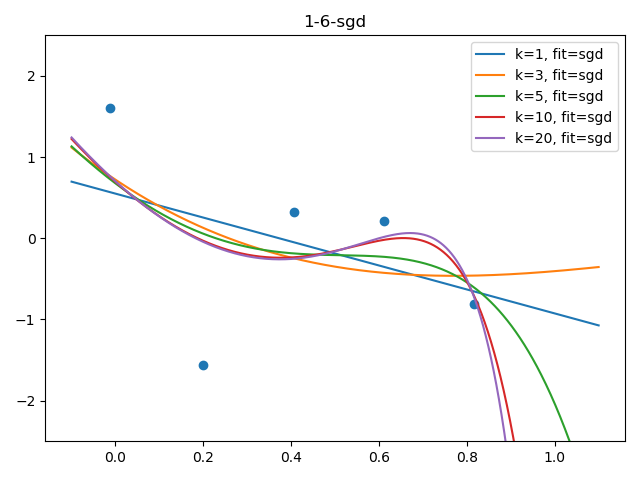 1-6-sgd
k=1, fit=sgd
k=3, fit=sgd
k=5, fit=sgd
k=10, fit=sgd
k=20, fit=sgd
2
1
0
−1
−2
0.0 0.2 0.4 0.6 0.8 1.0